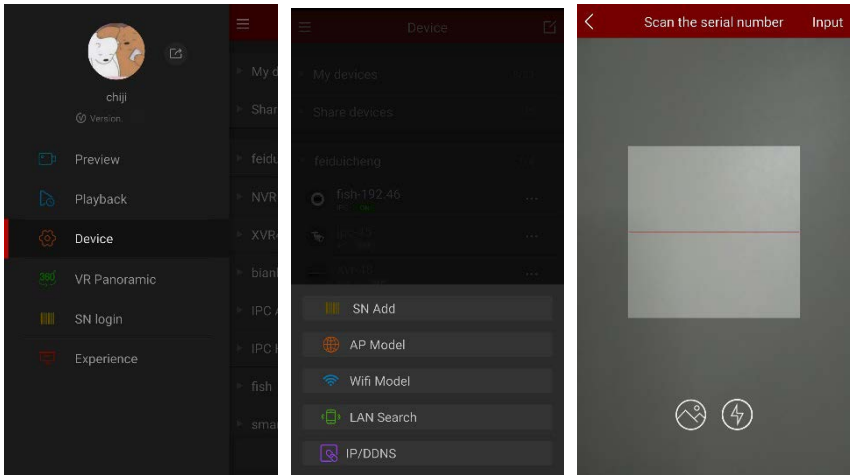 chiji
Version
Preview
Playback
Device
VR Panoramic
360
SN login
Experience
My d
Shar
feidu
NVR
XVR
bian
IPC
IPC
fish
smar
Device
My devices
Share devices
feiduicheng
fish-192.46
SN Add
AP Model
Wifi Model
LAN Search
IP/DDNS
Scan the serial number
Input